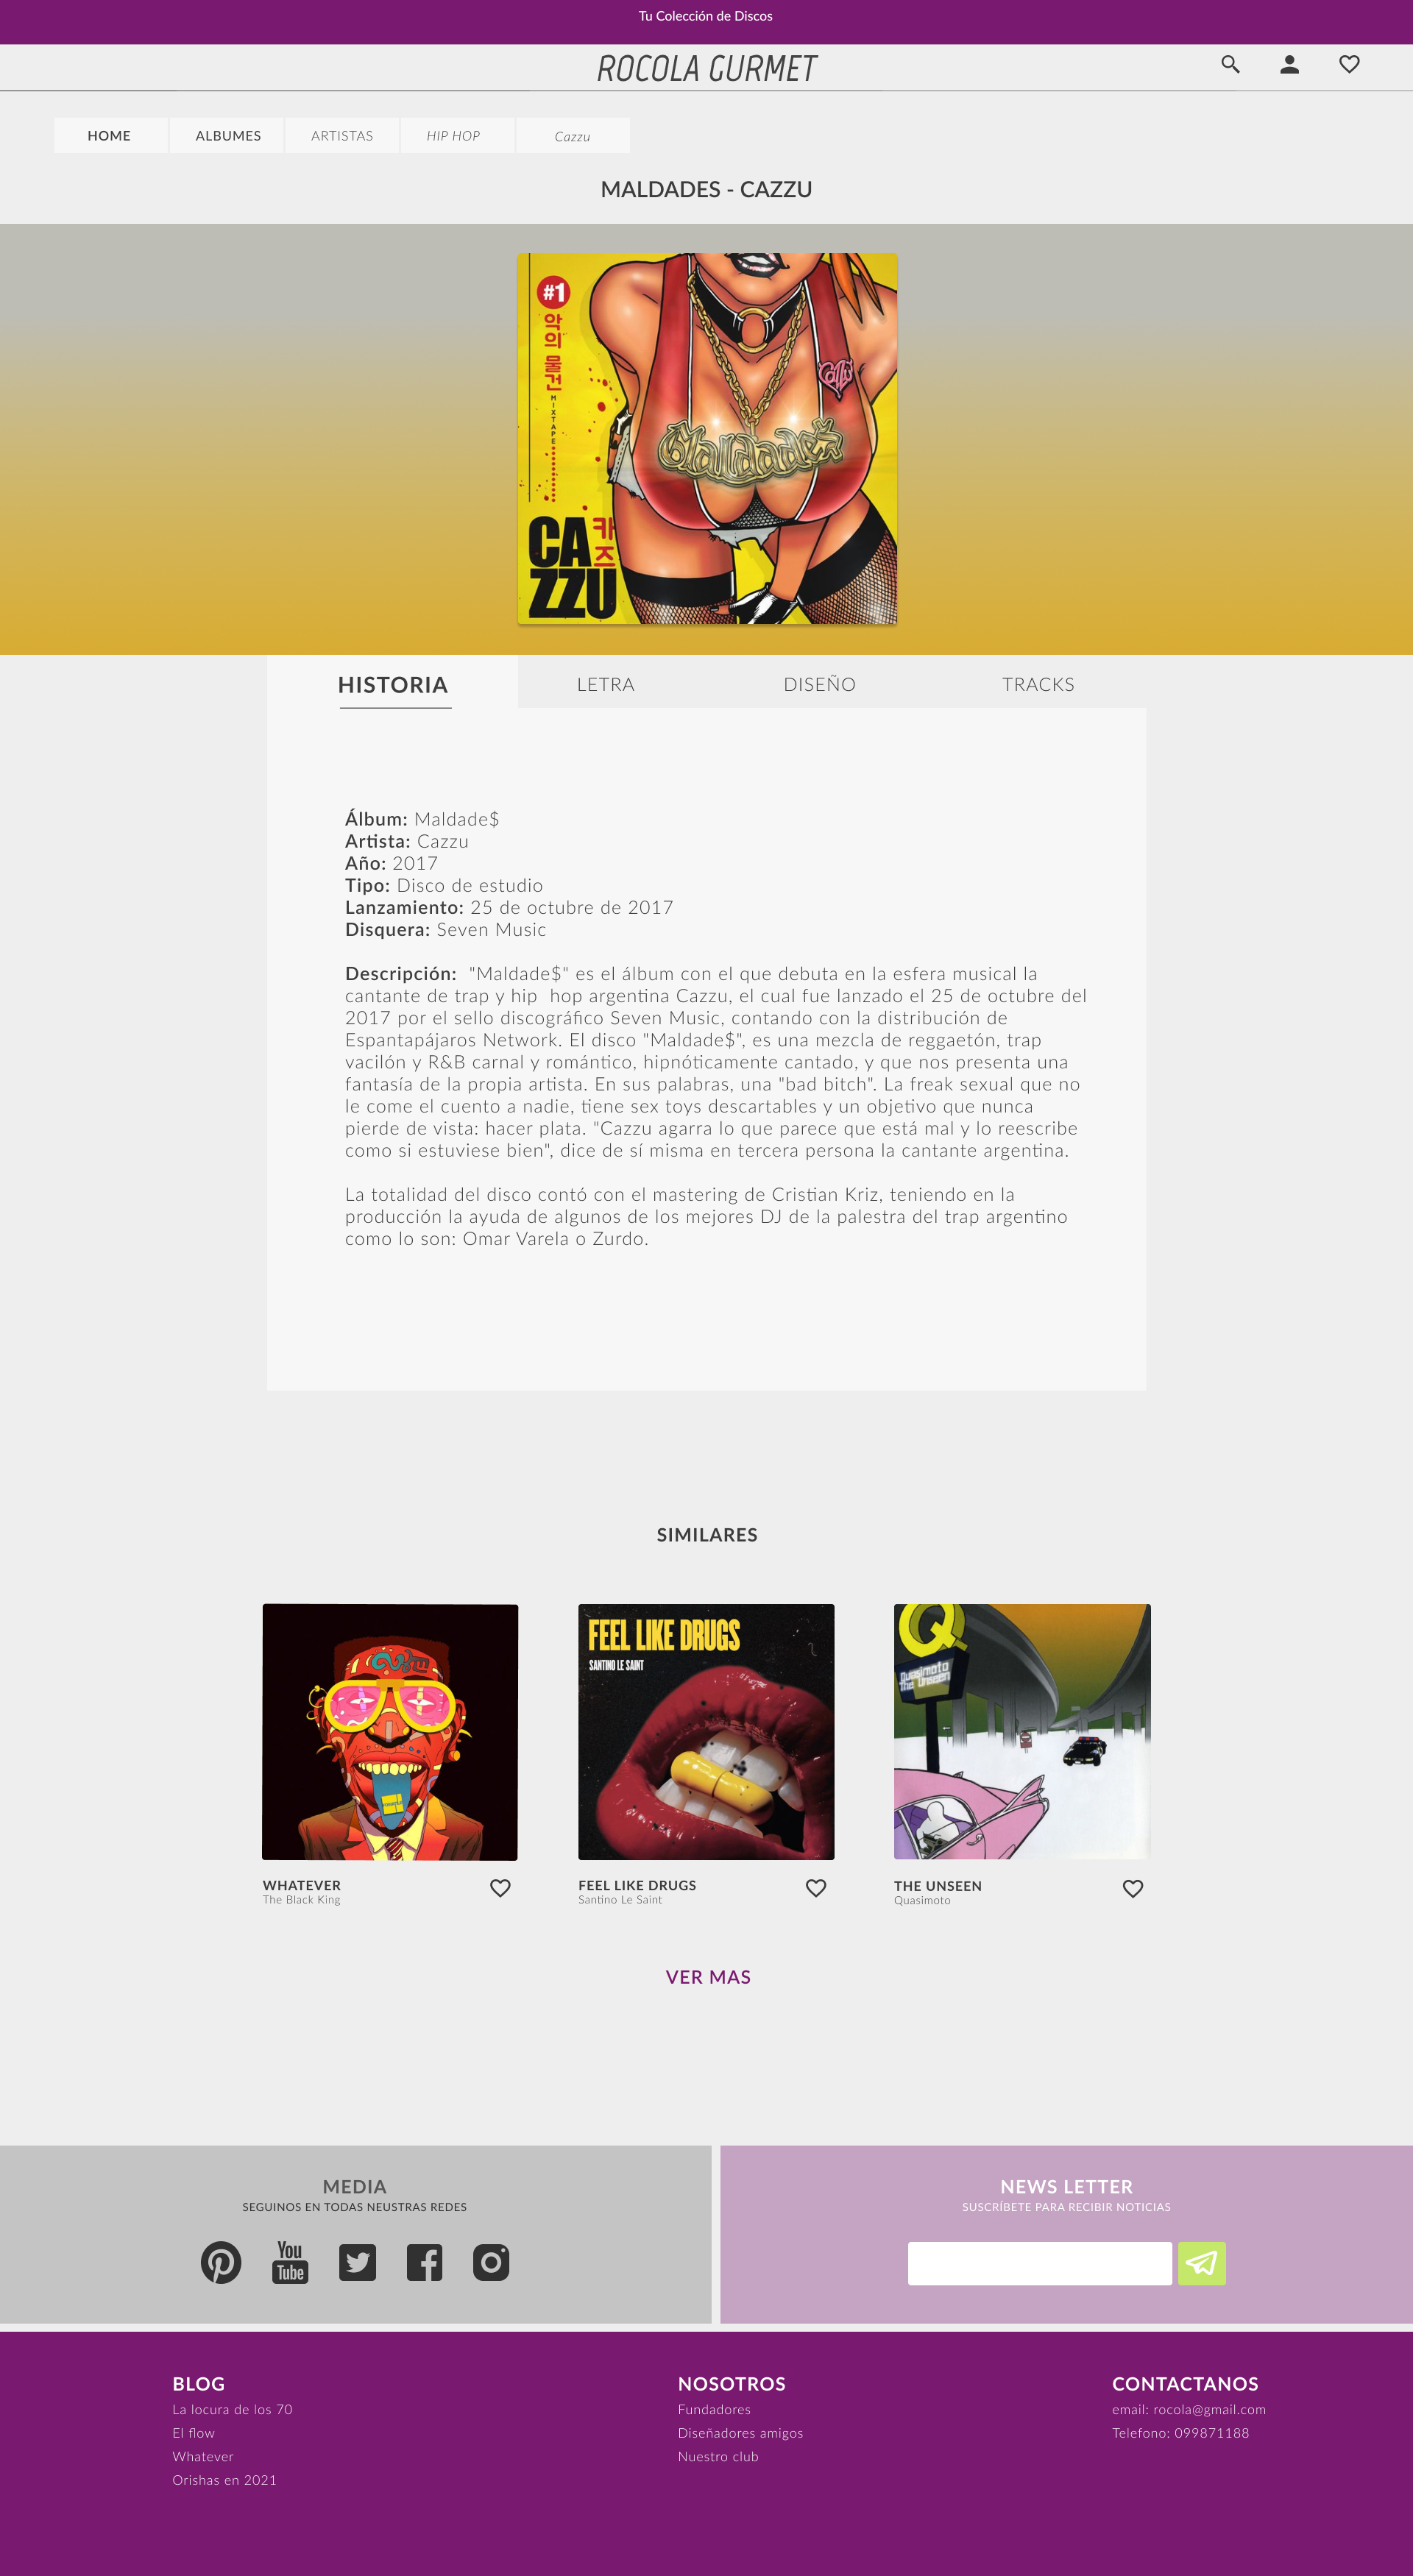 Tu Colección de Discos
ROCOLA GURMET
HOME
ALBUMES
ARTISTAS
HIP HOP
Cazzu
MALDADES - CAZZU
#1
악의 물건
MIXTAPE
Cazzu
Maldades
CA
ZZU
카즈
HISTORIA
LETRA
DISEÑO
TRACKS
Álbum: Maldade$
Artista: Cazzu
Año: 2017
Tipo: Disco de estudio
Lanzamiento: 25 de octubre de 2017
Disquera: Seven Music
Descripción:  "Maldade$" es el álbum con el que debuta en la esfera musical la
cantante de trap y hip  hop argentina Cazzu, el cual fue lanzado el 25 de octubre del
2017 por el sello discográfico Seven Music, contando con la distribución de
Espantapájaros Network. El disco "Maldade$", es una mezcla de reggaetón, trap
vacilón y R&B carnal y romántico, hipnóticamente cantado, y que nos presenta una
fantasía de la propia artista. En sus palabras, una "bad bitch". La freak sexual que no
le come el cuento a nadie, tiene sex toys descartables y un objetivo que nunca
pierde de vista: hacer plata. "Cazzu agarra lo que parece que está mal y lo reescribe
como si estuviese bien", dice de sí misma en tercera persona la cantante argentina.
La totalidad del disco contó con el mastering de Cristian Kriz, teniendo en la
producción la ayuda de algunos de los mejores DJ de la palestra del trap argentino
como lo son: Omar Varela o Zurdo.
SIMILARES
FEEL LIKE DRUGS
SANTINO LE SAINT
Q
Quasimoto
The Unseen
WHATEVER
The Black King
FEEL LIKE DRUGS
Santino Le Saint
THE UNSEEN
Quasimoto
VER MAS
MEDIA
SEGUINOS EN TODAS NEUSTRAS REDES
You
Tube
NEWS LETTER
SUSCRÍBETE PARA RECIBIR NOTICIAS
BLOG
La locura de los 70
El flow
Whatever
Orishas en 2021
NOSOTROS
Fundadores
Diseñadores amigos
Nuestro club
CONTACTANOS
email: rocola@gmail.com
Telefono: 099871188